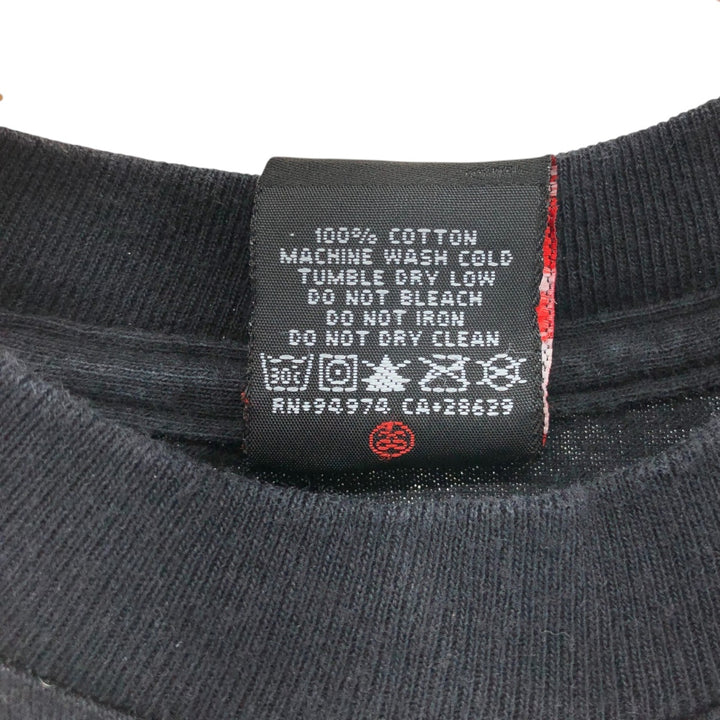 100% COTTON
MACHINE WASH COLD
TUMBLE DRY LOW
DO NOT BLEACH
DO NOT IRON
DO NOT DRY CLEAN
30°
RN•94974 CA•28629